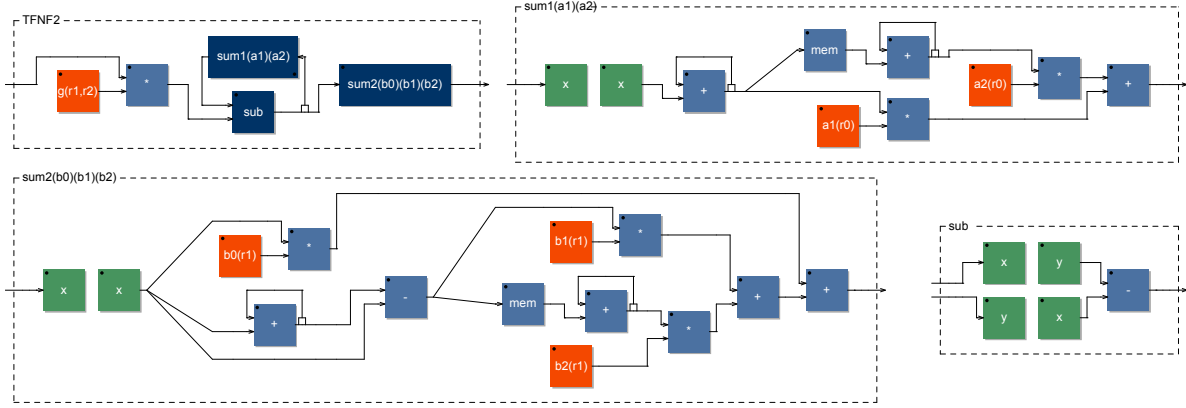 TFNF2
sum1(a1)(a2)
g(r1,r2)
*
sub
sum2(b0)(b1)(b2)
sum1(a1)(a2)
x
x
+
mem
+
a2(r0)
*
+
a1(r0)
*
sum2(b0)(b1)(b2)
x
x
b0(r1)
*
+
-
mem
b1(r1)
*
+
b2(r1)
*
+
+
sub
x
y
y
x
-